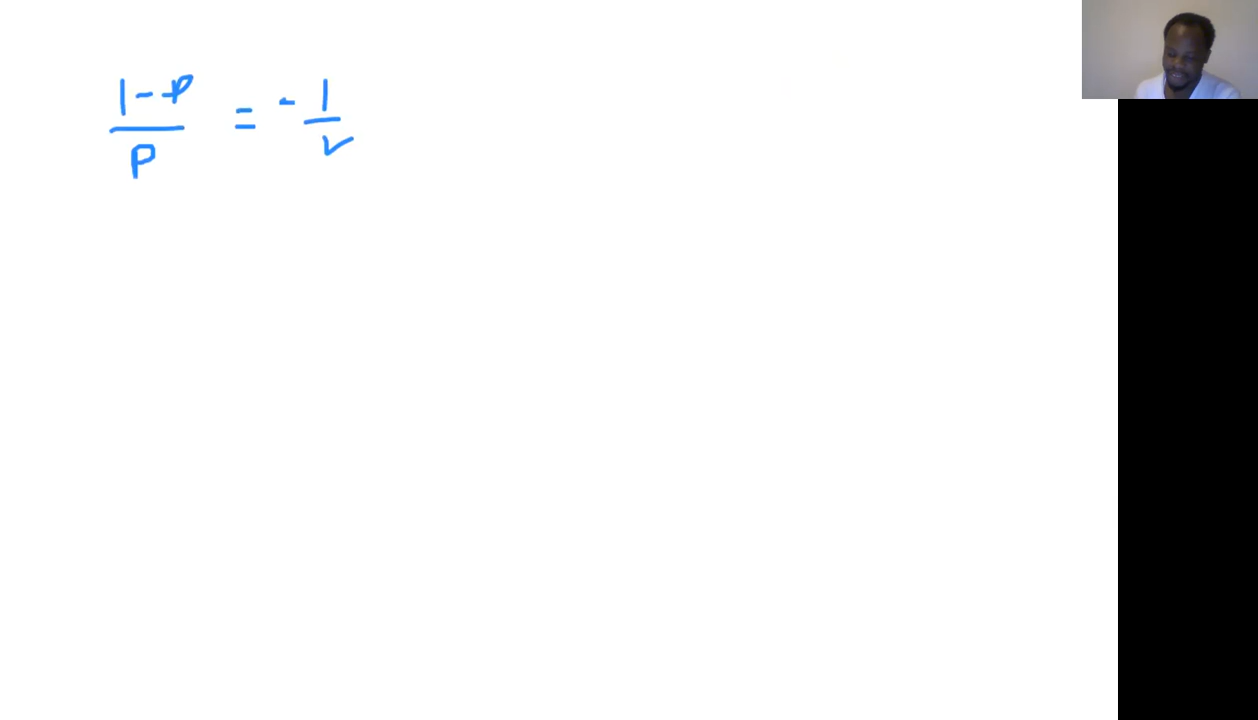 1-p/p = -1/v